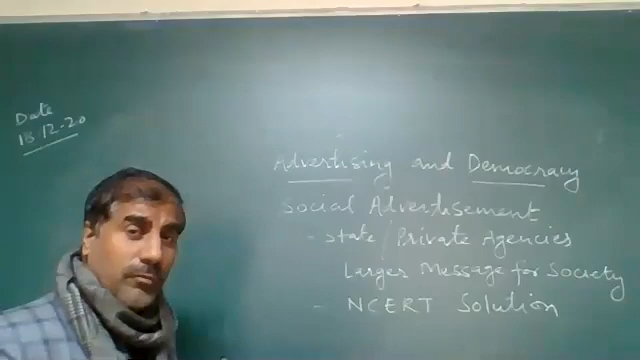 Date
18.12.20
Advertising and Democracy
Social Advertisement
- State / Private Agencies
Larger Message for Society
- NCERT Solution